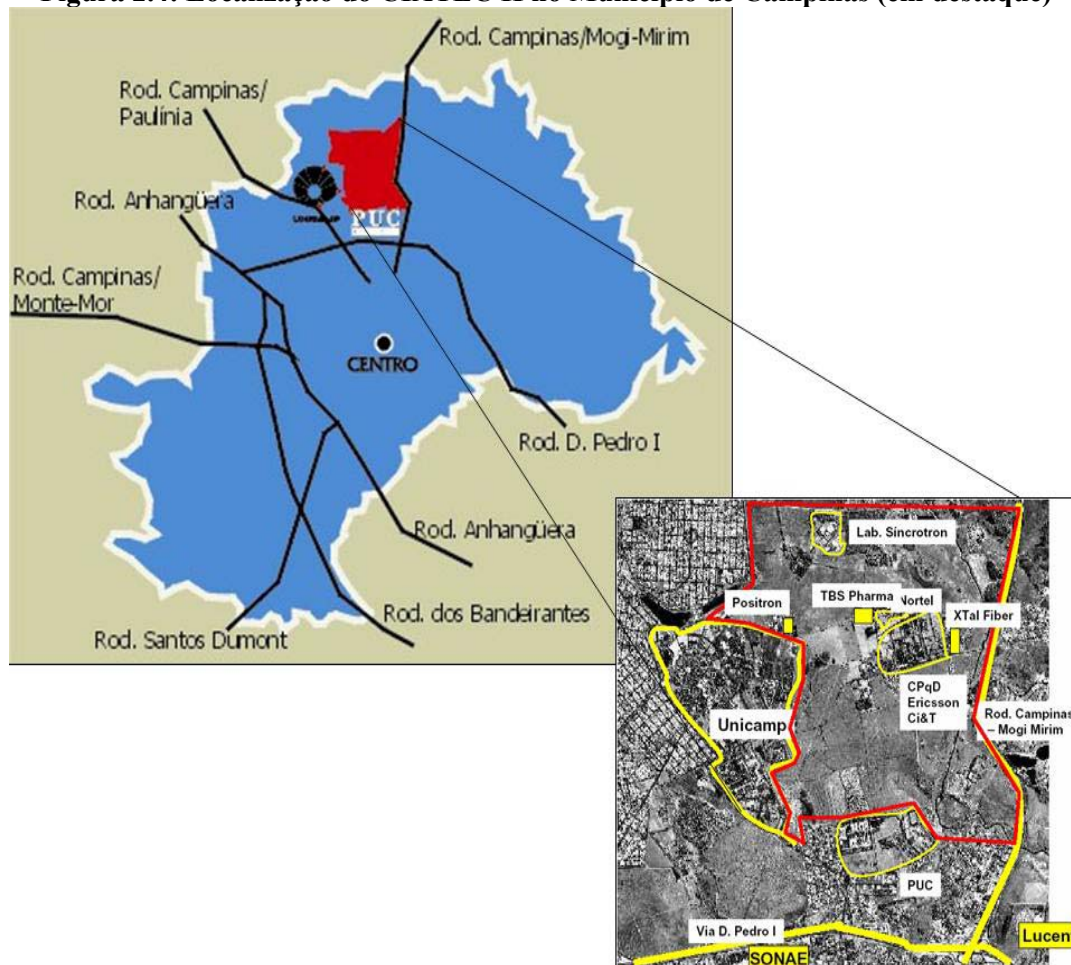 Rod. Campinas/Mogi-Mirim
Rod. Campinas/
Paulínia
Rod. Anhangüera
PUC
Rod. Campinas/
Monte-Mor
CENTRO
Rod. D. Pedro I
Rod. Anhangüera
Rod. dos Bandeirantes
Rod. Santos Dumont
Lab. Síncrotron
Positron
TBS Pharma
Nortel
XTal Fiber
CPqD
Ericsson
Ci&T
Unicamp
Rod. Campinas
– Mogi Mirim
PUC
Via D. Pedro I
SONAE
Lucen